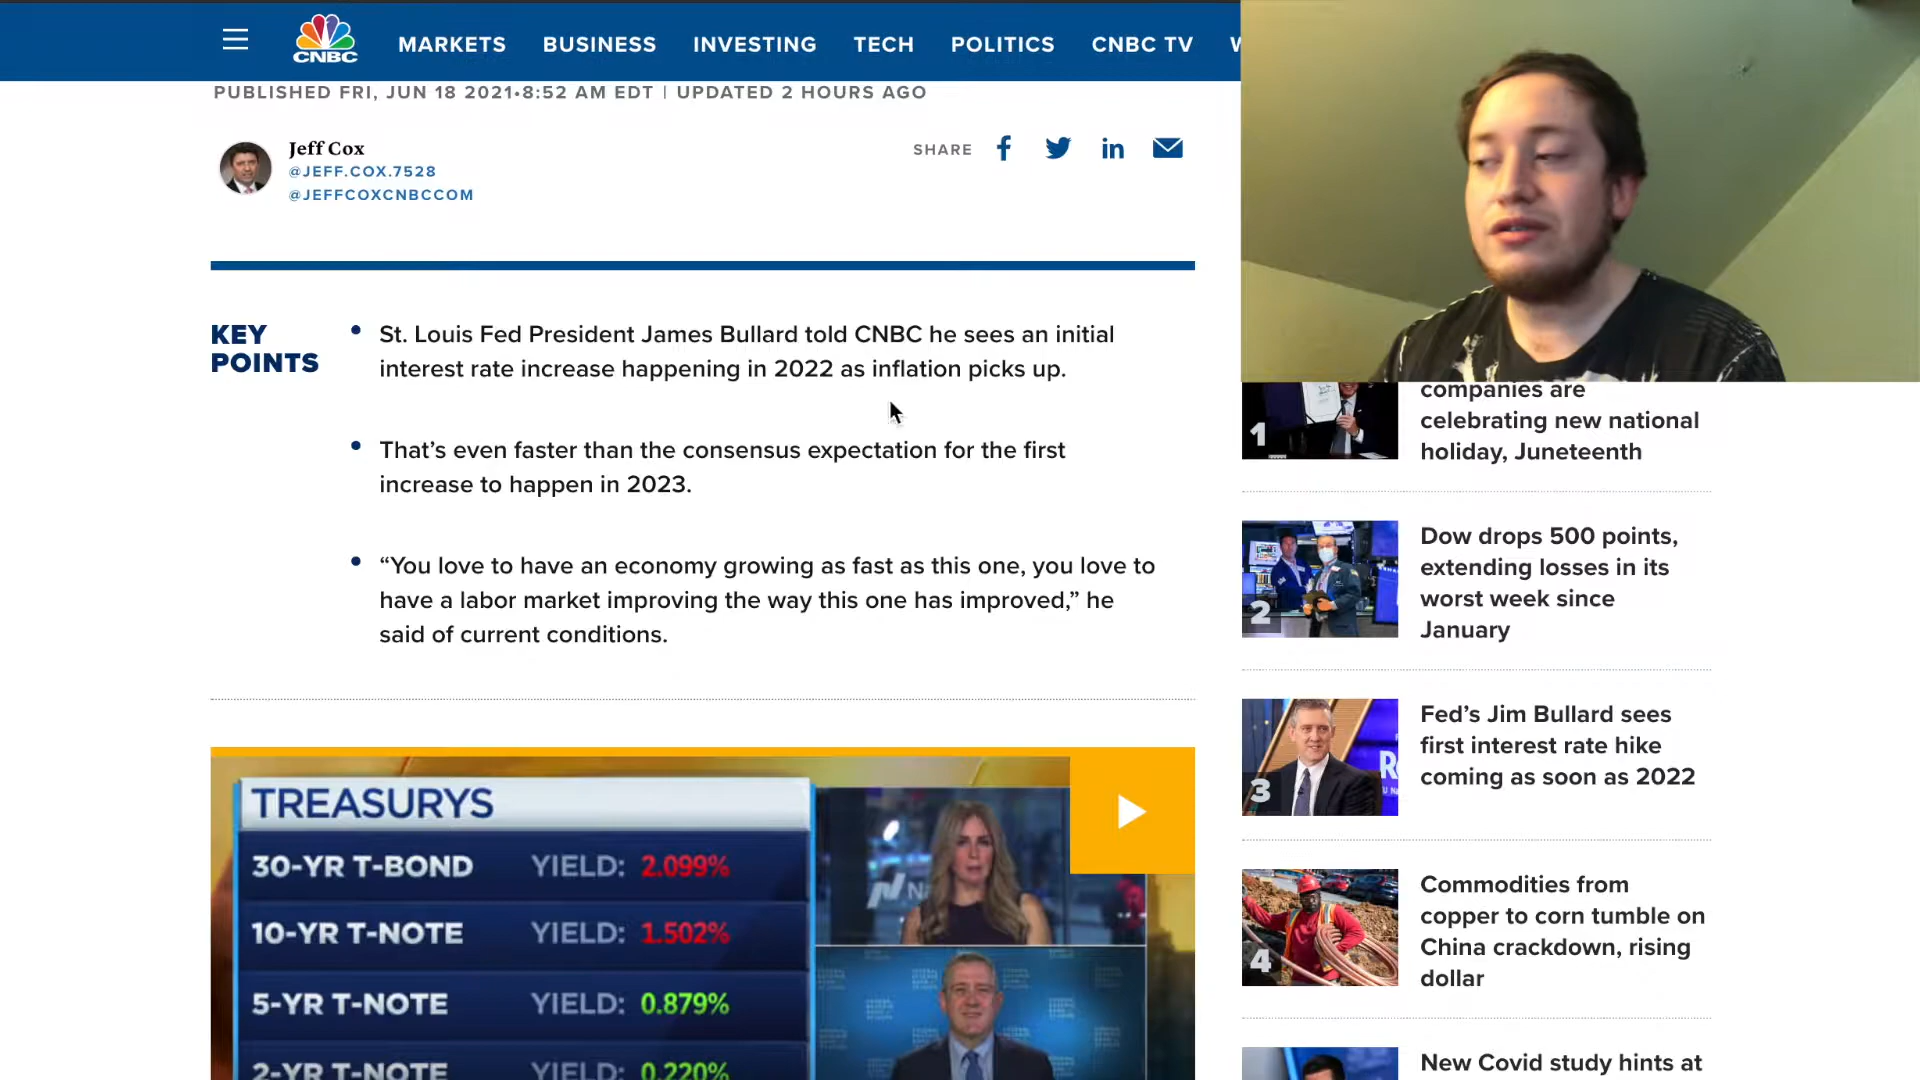 CNBC
MARKETS BUSINESS INVESTING TECH POLITICS CNBC TV
PUBLISHED FRI, JUN 18 2021•8:52 AM EDT | UPDATED 2 HOURS AGO
Jeff Cox
@JEFF.COX.7528
@JEFFCOXCNBCCOM
SHARE
KEY
POINTS
St. Louis Fed President James Bullard told CNBC he sees an initial
interest rate increase happening in 2022 as inflation picks up.
That’s even faster than the consensus expectation for the first
increase to happen in 2023.
“You love to have an economy growing as fast as this one, you love to
have a labor market improving the way this one has improved,” he
said of current conditions.
TREASURYS
30-YR T-BOND YIELD: 2.099%
10-YR T-NOTE YIELD: 1.502%
5-YR T-NOTE YIELD: 0.879%
2-YR T-NOTE YIELD: 0.220%
1
companies are
celebrating new national
holiday, Juneteenth
2
Dow drops 500 points,
extending losses in its
worst week since
January
3
Fed’s Jim Bullard sees
first interest rate hike
coming as soon as 2022
4
Commodities from
copper to corn tumble on
China crackdown, rising
dollar
New Covid study hints at